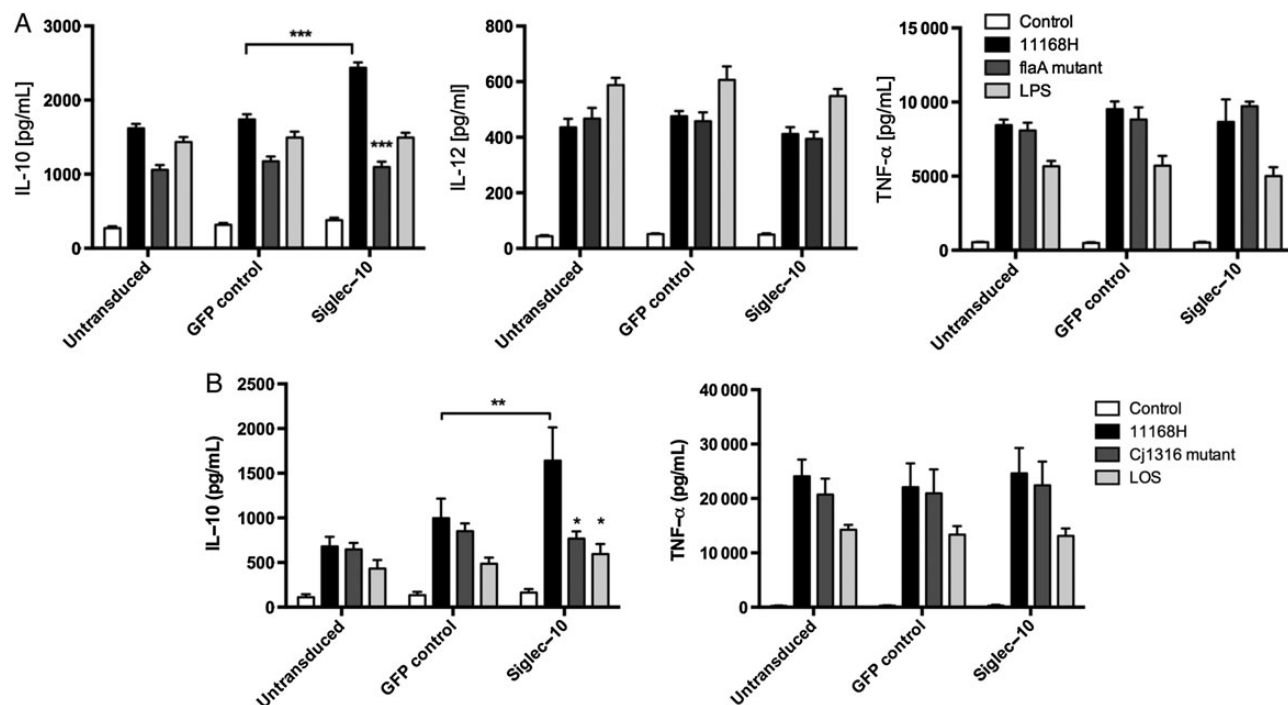 A
IL-10 [pg/mL]
3000
2000
1000
0
***
***
Untransduced
GFP control
Siglec–10
IL-12 [pg/ml]
800
600
400
200
0
Untransduced
GFP control
Siglec–10
TNF-α [pg/mL]
15 000
10 000
5000
0
Untransduced
GFP control
Siglec–10
Control
11168H
flaA mutant
LPS
B
IL–10 (pg/mL)
2500
2000
1500
1000
500
0
**
*
*
Untransduced
GFP control
Siglec–10
TNF–α (pg/mL)
40 000
30 000
20 000
10 000
0
Untransduced
GFP control
Siglec–10
Control
11168H
Cj1316 mutant
LOS